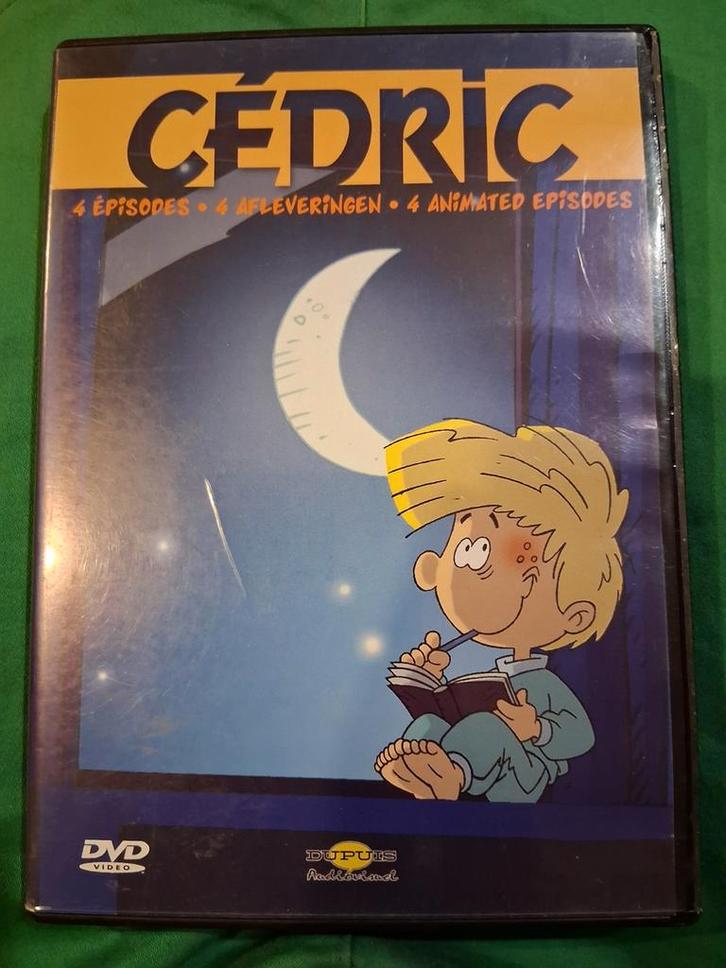 CÉDRIC
4 ÉPISODES • 4 AFLEVERINGEN • 4 ANIMATED EPISODES
DVD
VIDEO
DUPUIS
Audiovisuel